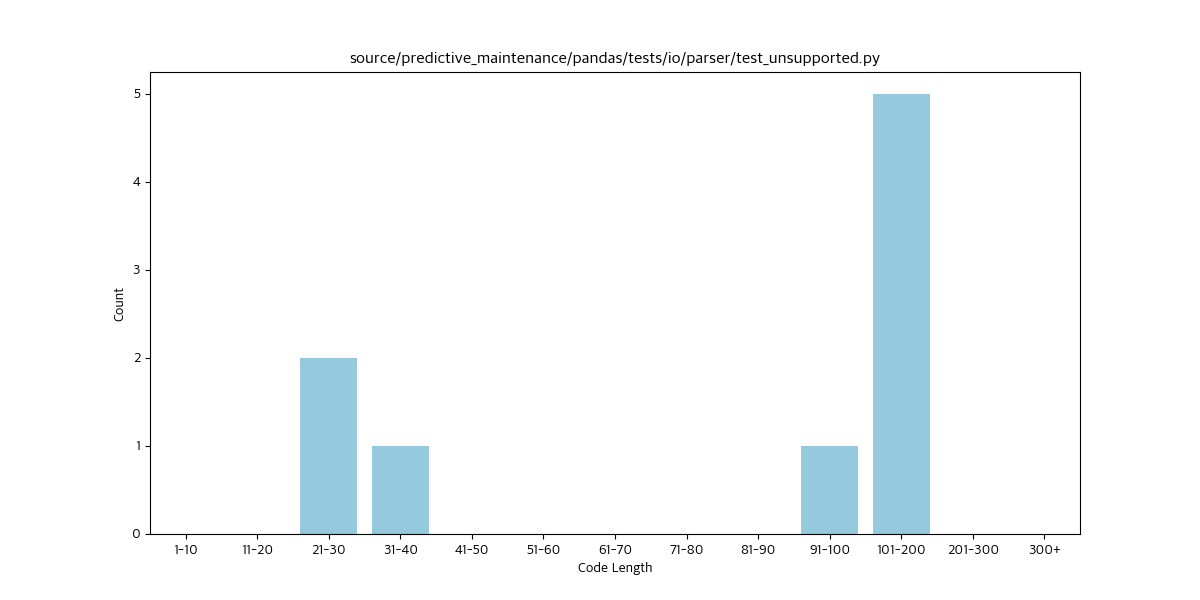 source/predictive_maintenance/pandas/tests/io/parser/test_unsupported.py
5
4
3
2
1
0
Count
1-10 11-20 21-30 31-40 41-50 51-60 61-70 71-80 81-90 91-100 101-200 201-300 300+
Code Length